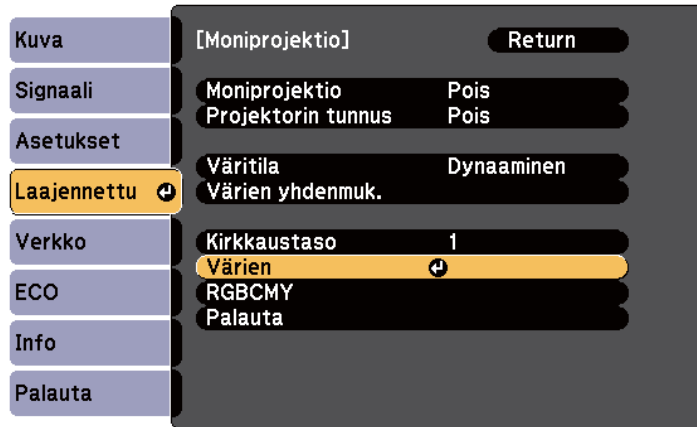 Kuva
Signaali
Asetukset
Laajennettu
Verkko
ECO
Info
Palauta
[Moniprojektio] Return
Moniprojektio Pois
Projektorin tunnus Pois
Väritila Dynaaminen
Värien yhdenmuk.
Kirkkaustaso 1
Värien
RGBCMY
Palauta